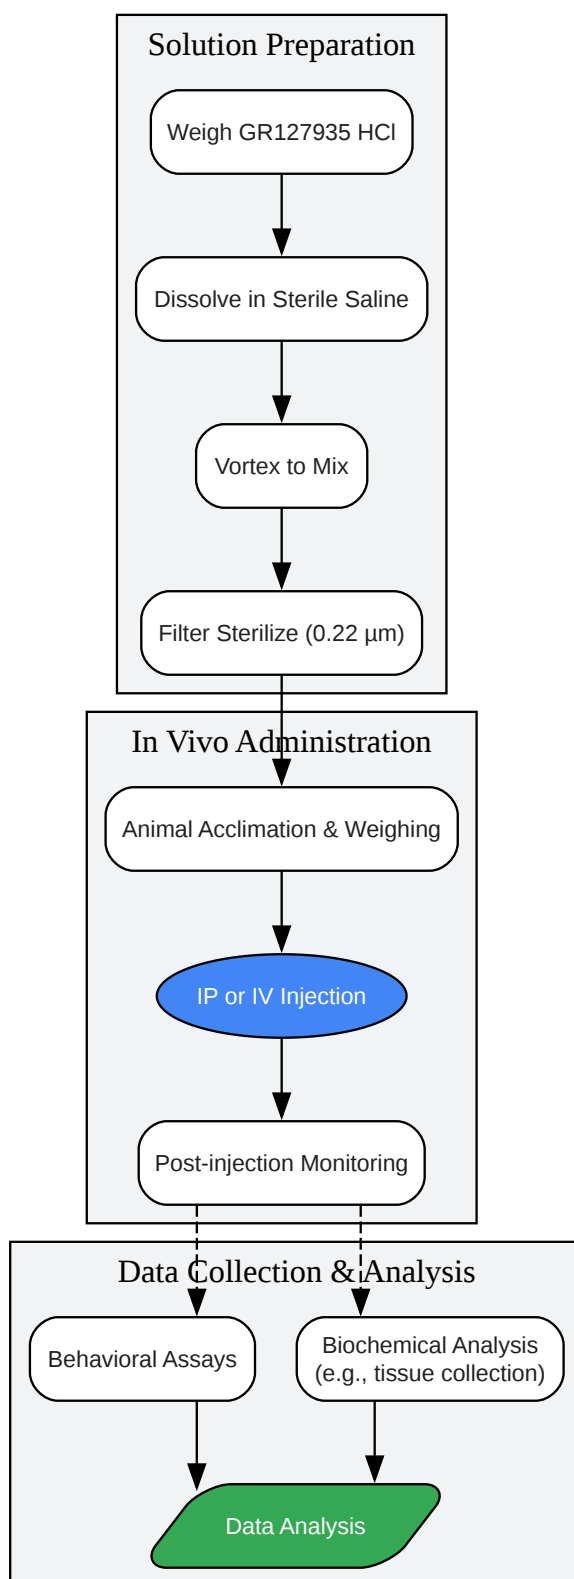 Solution Preparation
Weigh GR127935 HCl
Dissolve in Sterile Saline
Vortex to Mix
Filter Sterilize (0.22 µm)
In Vivo Administration
Animal Acclimation & Weighing
IP or IV Injection
Post-injection Monitoring
Data Collection & Analysis
Behavioral Assays
Biochemical Analysis
(e.g., tissue collection)
Data Analysis